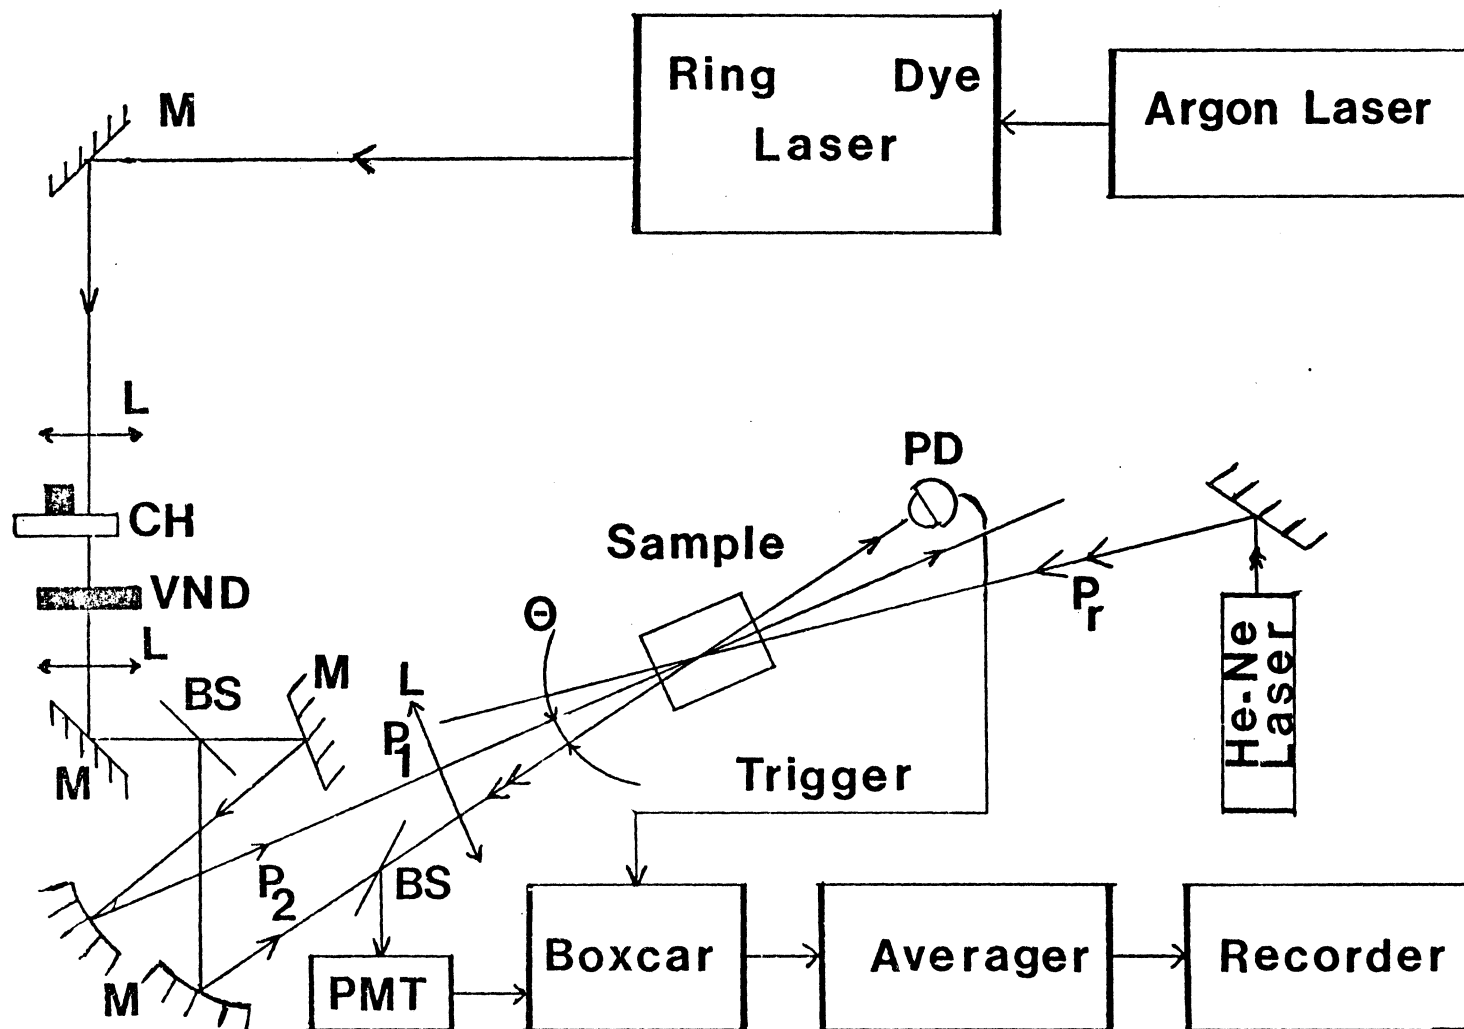 Ring Dye
Laser
Argon Laser
M
L
CH
VND
L
BS
M
M
PD
Sample
Θ
L
P1
Pr
He-Ne
Laser
Trigger
P2
BS
M
PMT
Boxcar
Averager
Recorder